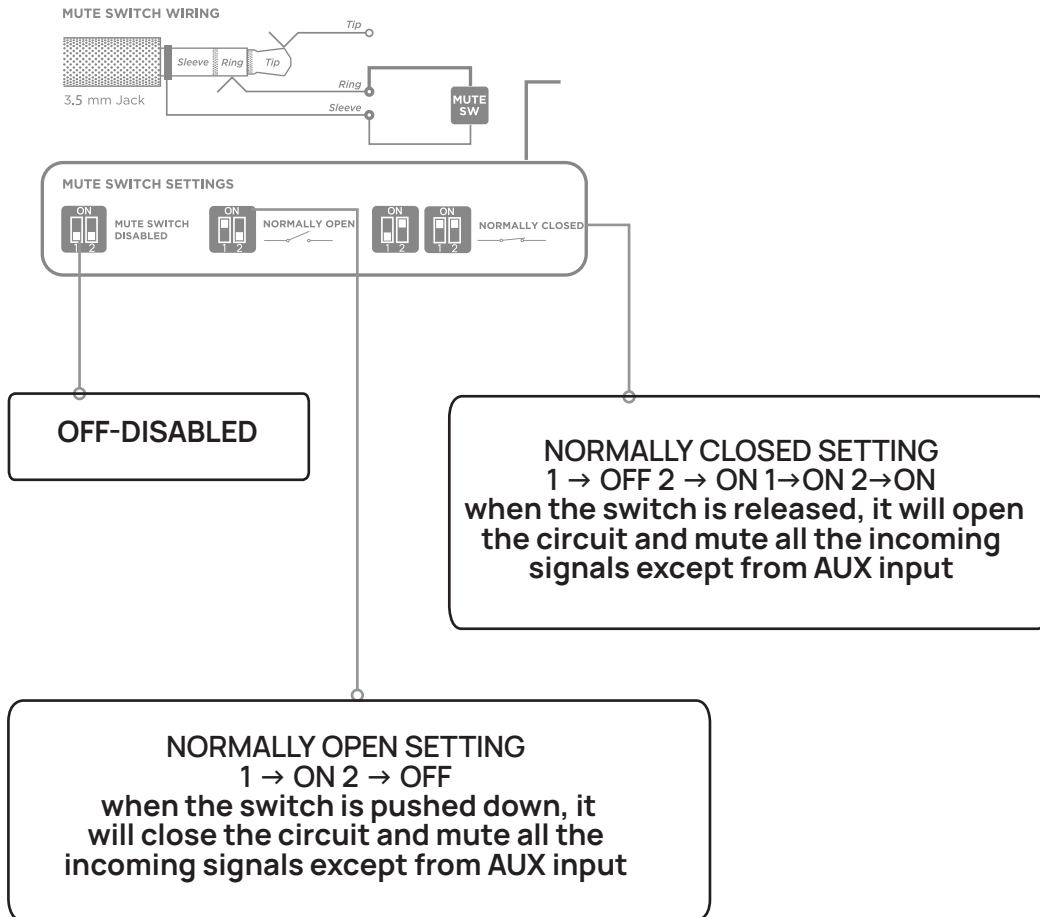 MUTE SWITCH WIRING
Tip
Sleeve Ring Tip
3.5 mm Jack
Ring
Sleeve
MUTE
SW
MUTE SWITCH SETTINGS
ON
1 2
MUTE SWITCH
DISABLED
ON
1 2
NORMALLY OPEN
ON
1 2
ON
1 2
NORMALLY CLOSED
OFF-DISABLED
NORMALLY CLOSED SETTING
1 → OFF 2 → ON 1→ON 2→ON
when the switch is released, it will open
the circuit and mute all the incoming
signals except from AUX input
NORMALLY OPEN SETTING
1 → ON 2 → OFF
when the switch is pushed down, it
will close the circuit and mute all the
incoming signals except from AUX input